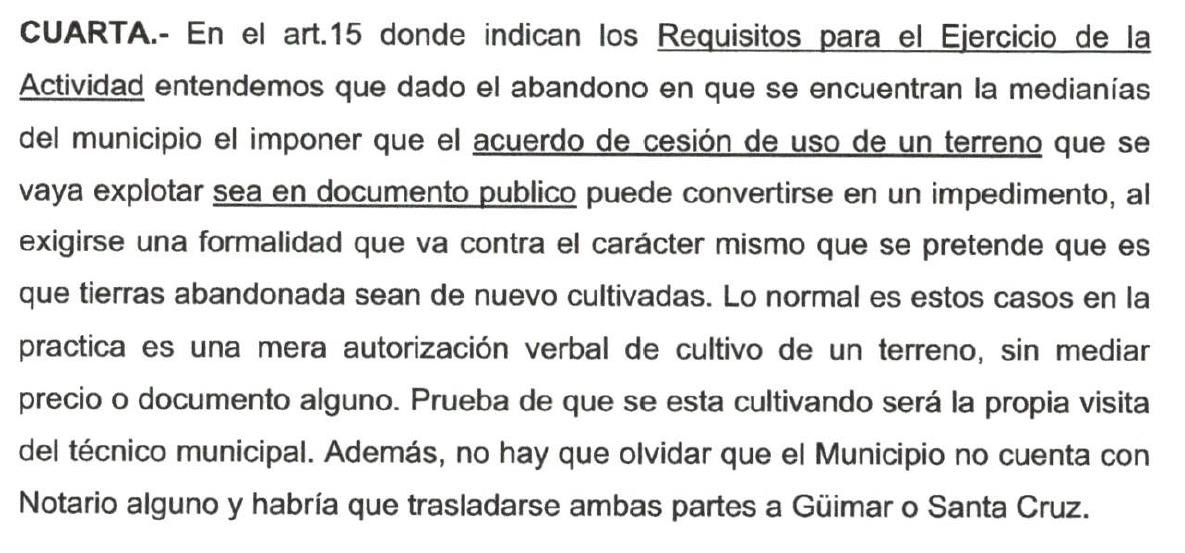 CUARTA.- En el art.15 donde indican los Requisitos para el Ejercicio de la
Actividad entendemos que dado el abandono en que se encuentran la medianías
del municipio el imponer que el acuerdo de cesión de uso de un terreno que se
vaya explotar sea en documento publico puede convertirse en un impedimento, al
exigirse una formalidad que va contra el carácter mismo que se pretende que es
que tierras abandonada sean de nuevo cultivadas. Lo normal es estos casos en la
practica es una mera autorización verbal de cultivo de un terreno, sin mediar
precio o documento alguno. Prueba de que se esta cultivando será la propia visita
del técnico municipal. Además, no hay que olvidar que el Municipio no cuenta con
Notario alguno y habría que trasladarse ambas partes a Güimar o Santa Cruz.